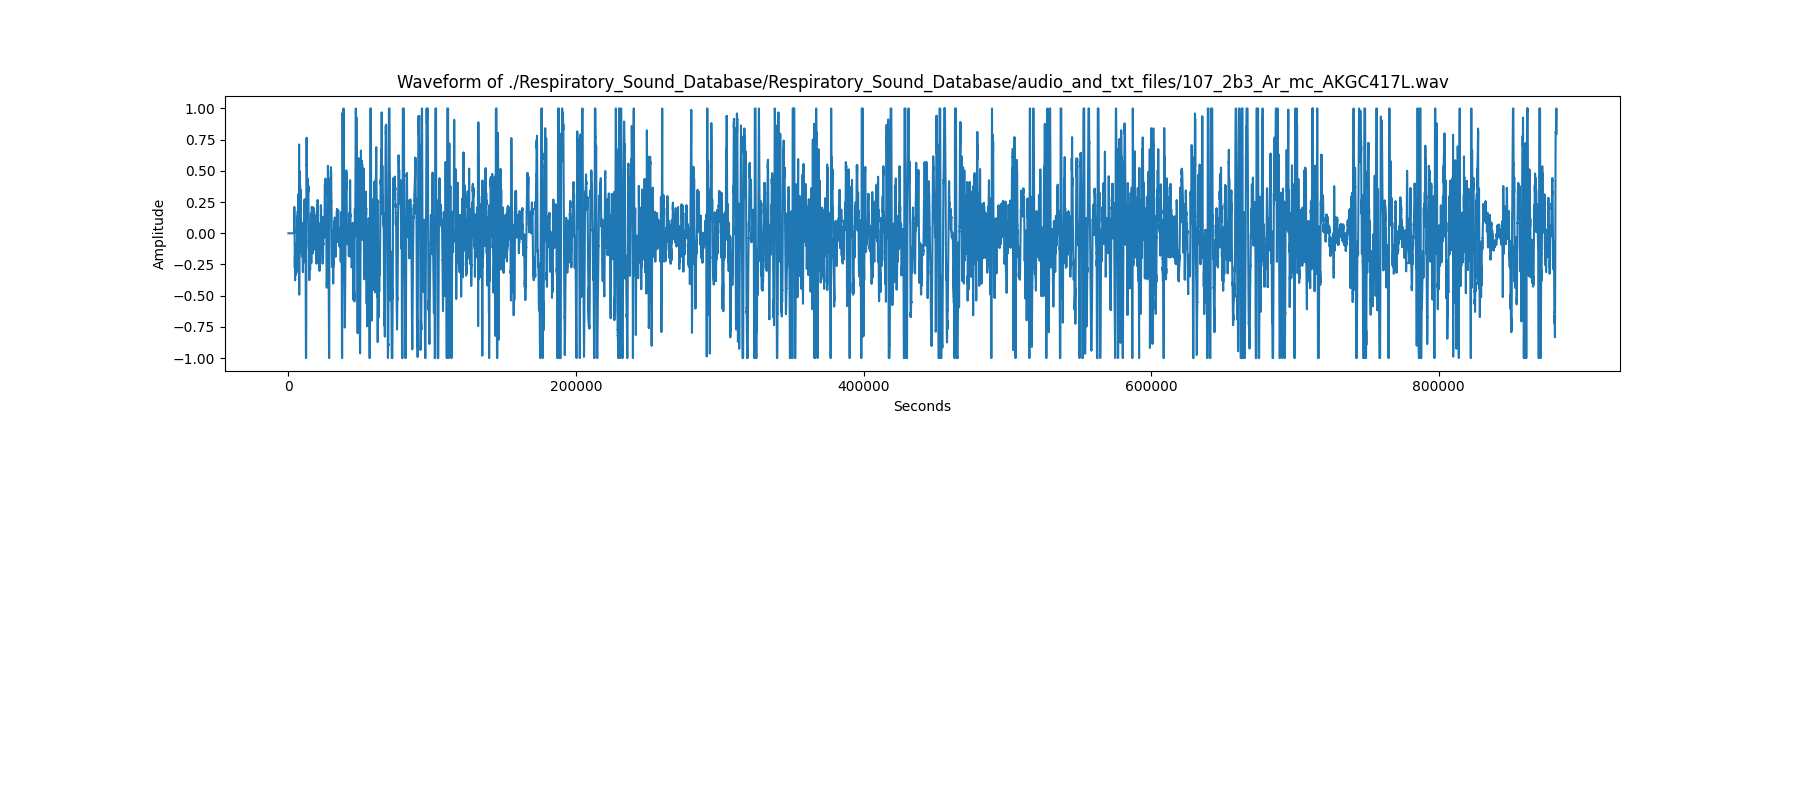 Waveform of ./Respiratory_Sound_Database/Respiratory_Sound_Database/audio_and_txt_files/107_2b3_Ar_mc_AKGC417L.wav
1.00
0.75
0.50
0.25
0.00
−0.25
−0.50
−0.75
−1.00
Amplitude
0 200000 400000 600000 800000
Seconds